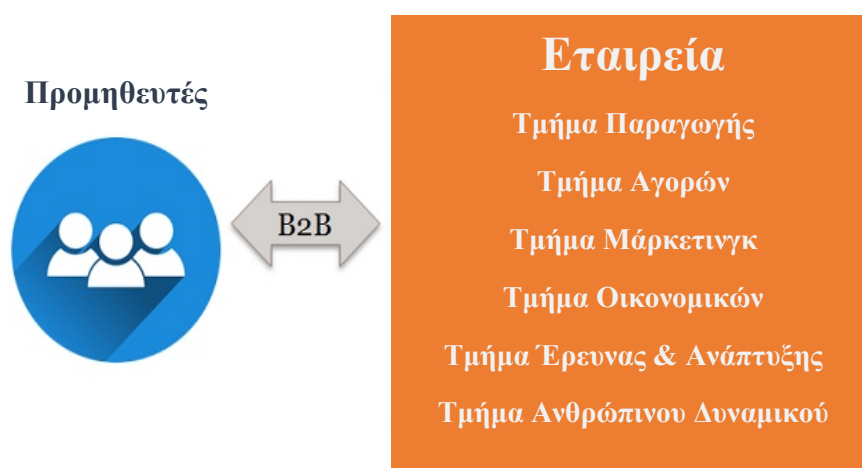 Προμηθευτές
B2B
Εταιρεία
Τμήμα Παραγωγής
Τμήμα Αγορών
Τμήμα Μάρκετινγκ
Τμήμα Οικονομικών
Τμήμα Έρευνας & Ανάπτυξης
Τμήμα Ανθρώπινου Δυναμικού